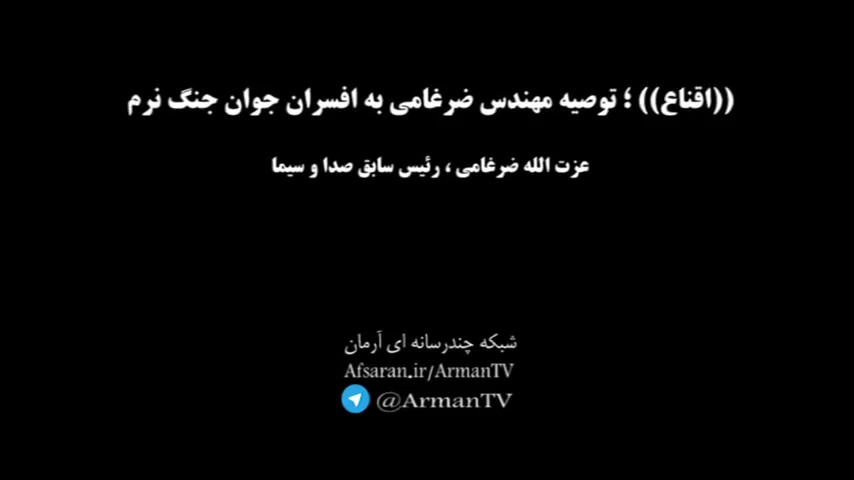 ((اقناع)) ؛ توصیه مهندس ضرغامی به افسران جوان جنگ نرم
عزت الله ضرغامی ، رئیس سابق صدا و سیما
شبکه چندرسانه ای آرمان
Afsaran.ir/ArmanTV
@ArmanTV